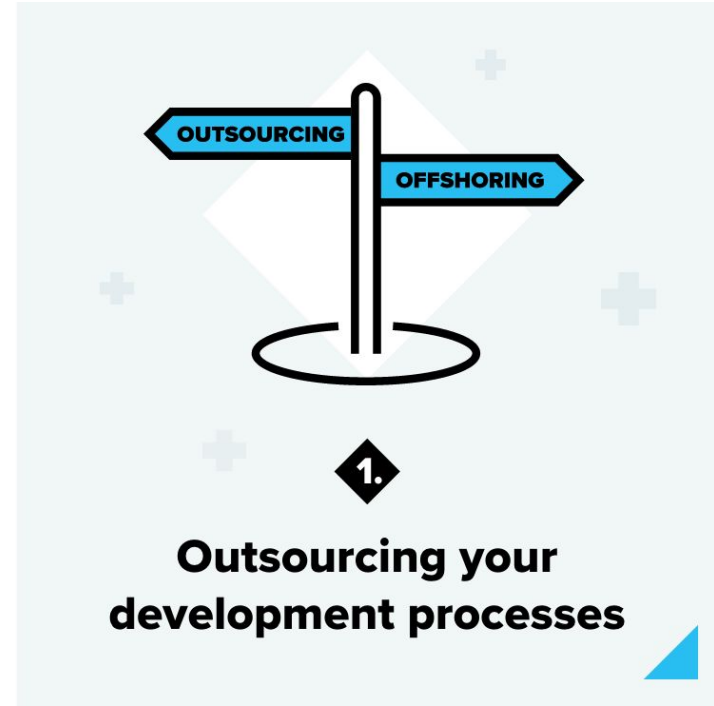 OUTSOURCING
OFFSHORING
1.
Outsourcing your
development processes